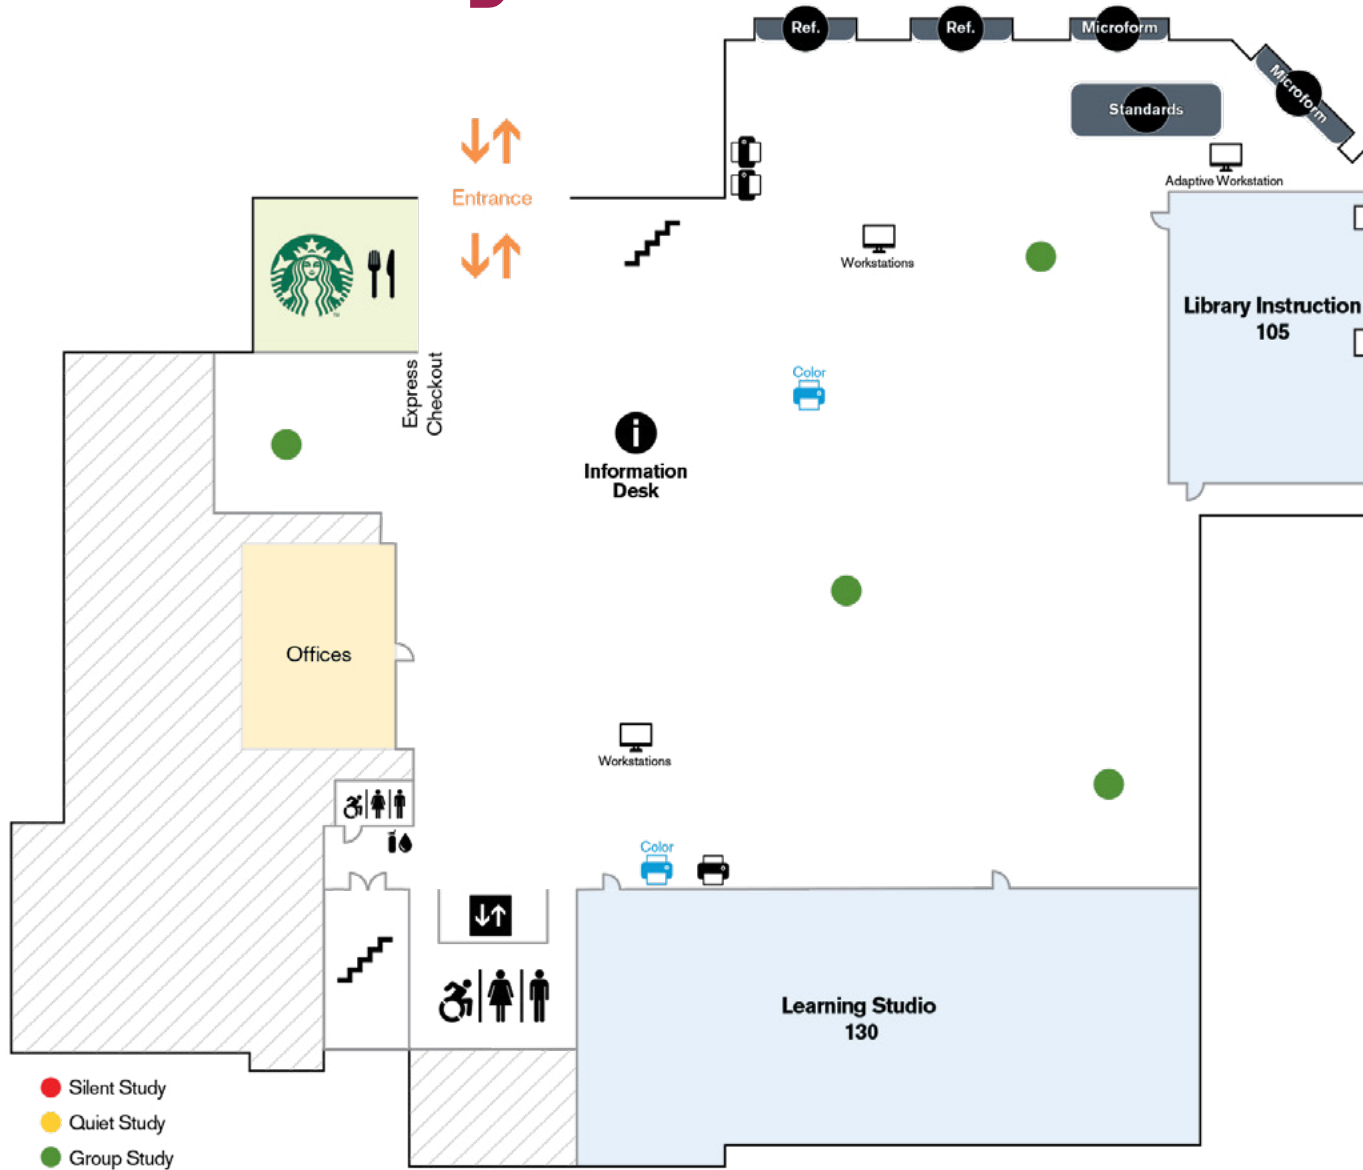 Ref.
Ref.
Microform
Microform
Standards
Adaptive Workstation
Entrance
Workstations
Library Instruction
105
Express
Checkout
Color
i
Information
Desk
Offices
Workstations
Color
Learning Studio
130
Silent Study
Quiet Study
Group Study